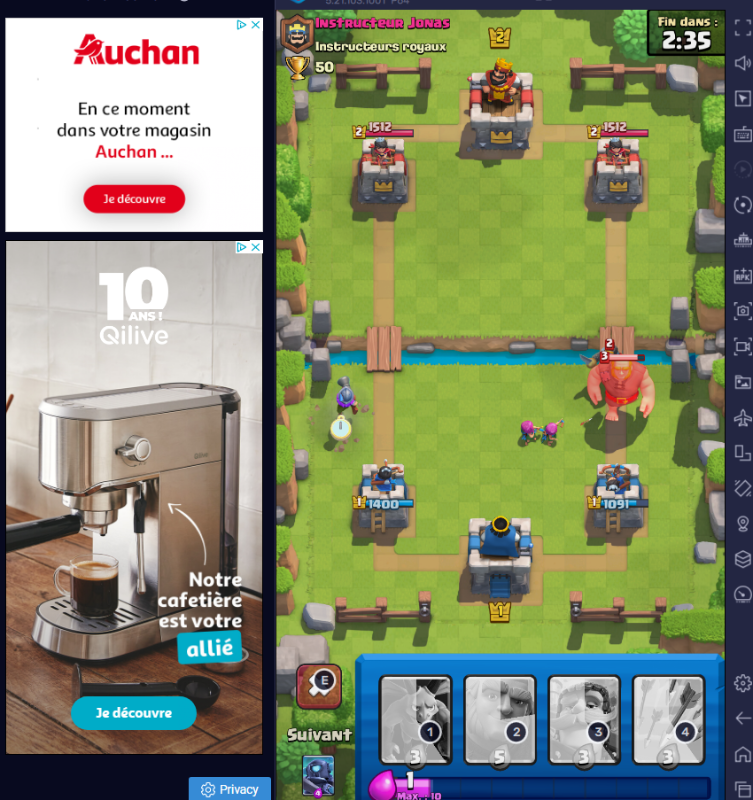 Auchan
En ce moment
dans votre magasin
Auchan ...
Je découvre
10
ANS !
Qilive
Notre
cafetière
est votre
allié
Je découvre
Privacy
Instructeur Jonas
Instructeurs royaux
50
Fin dans :
2:35
2
2
1512
2
1512
2
3
1
1
1400
1
1091
1
E
Suivant
4
1
3
2
5
3
3
4
3
1
Max. : 10